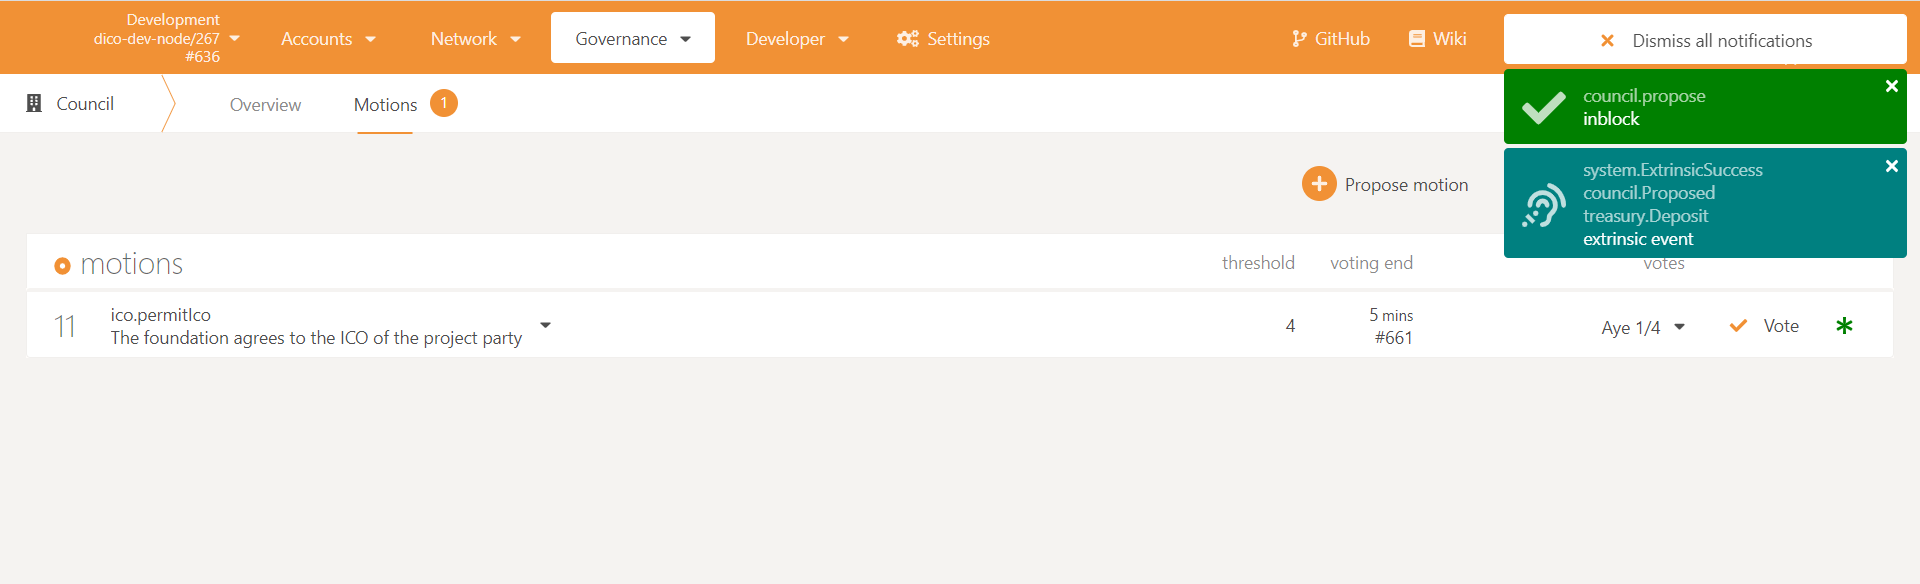 Development
dico-dev-node/267
#636
Accounts
Network
Governance
Developer
Settings
GitHub
Wiki
Dismiss all notifications
Council
Overview
Motions 1
council.propose
inblock
system.ExtrinsicSuccess
council.Proposed
treasury.Deposit
extrinsic event
Propose motion
motions
threshold
voting end
votes
11
ico.permitIco
The foundation agrees to the ICO of the project party
4
5 mins
#661
Aye 1/4
Vote